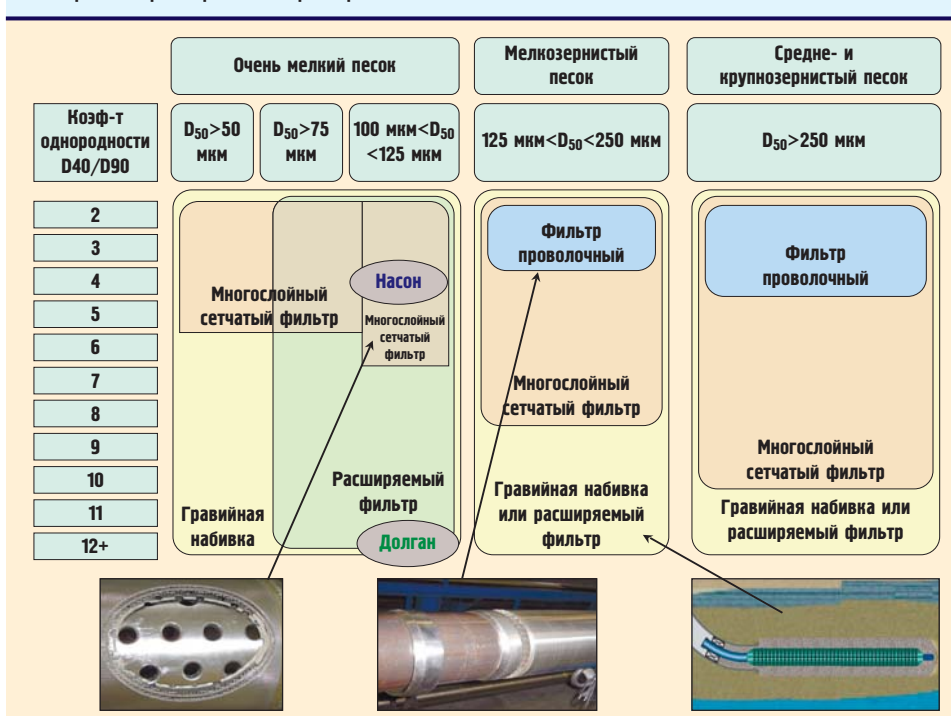 Очень мелкий песок
Мелкозернистый
песок
Средне- и
крупнозернистый песок
Коэф-т
однородности
D40/D90
D50>50
мкм
D50>75
мкм
100 мкм<D50
<125 мкм
125 мкм<D50<250 мкм
D50>250 мкм
2
3
4
5
6
7
8
9
10
11
12+
Многослойный
сетчатый фильтр
Насон
Многослойный
сетчатый
фильтр
Расширяемый
фильтр
Гравийная
набивка
Долган
Фильтр
проволочный
Многослойный
сетчатый фильтр
Гравийная набивка
или расширяемый
фильтр
Фильтр
проволочный
Многослойный
сетчатый фильтр
Гравийная набивка или
расширяемый фильтр